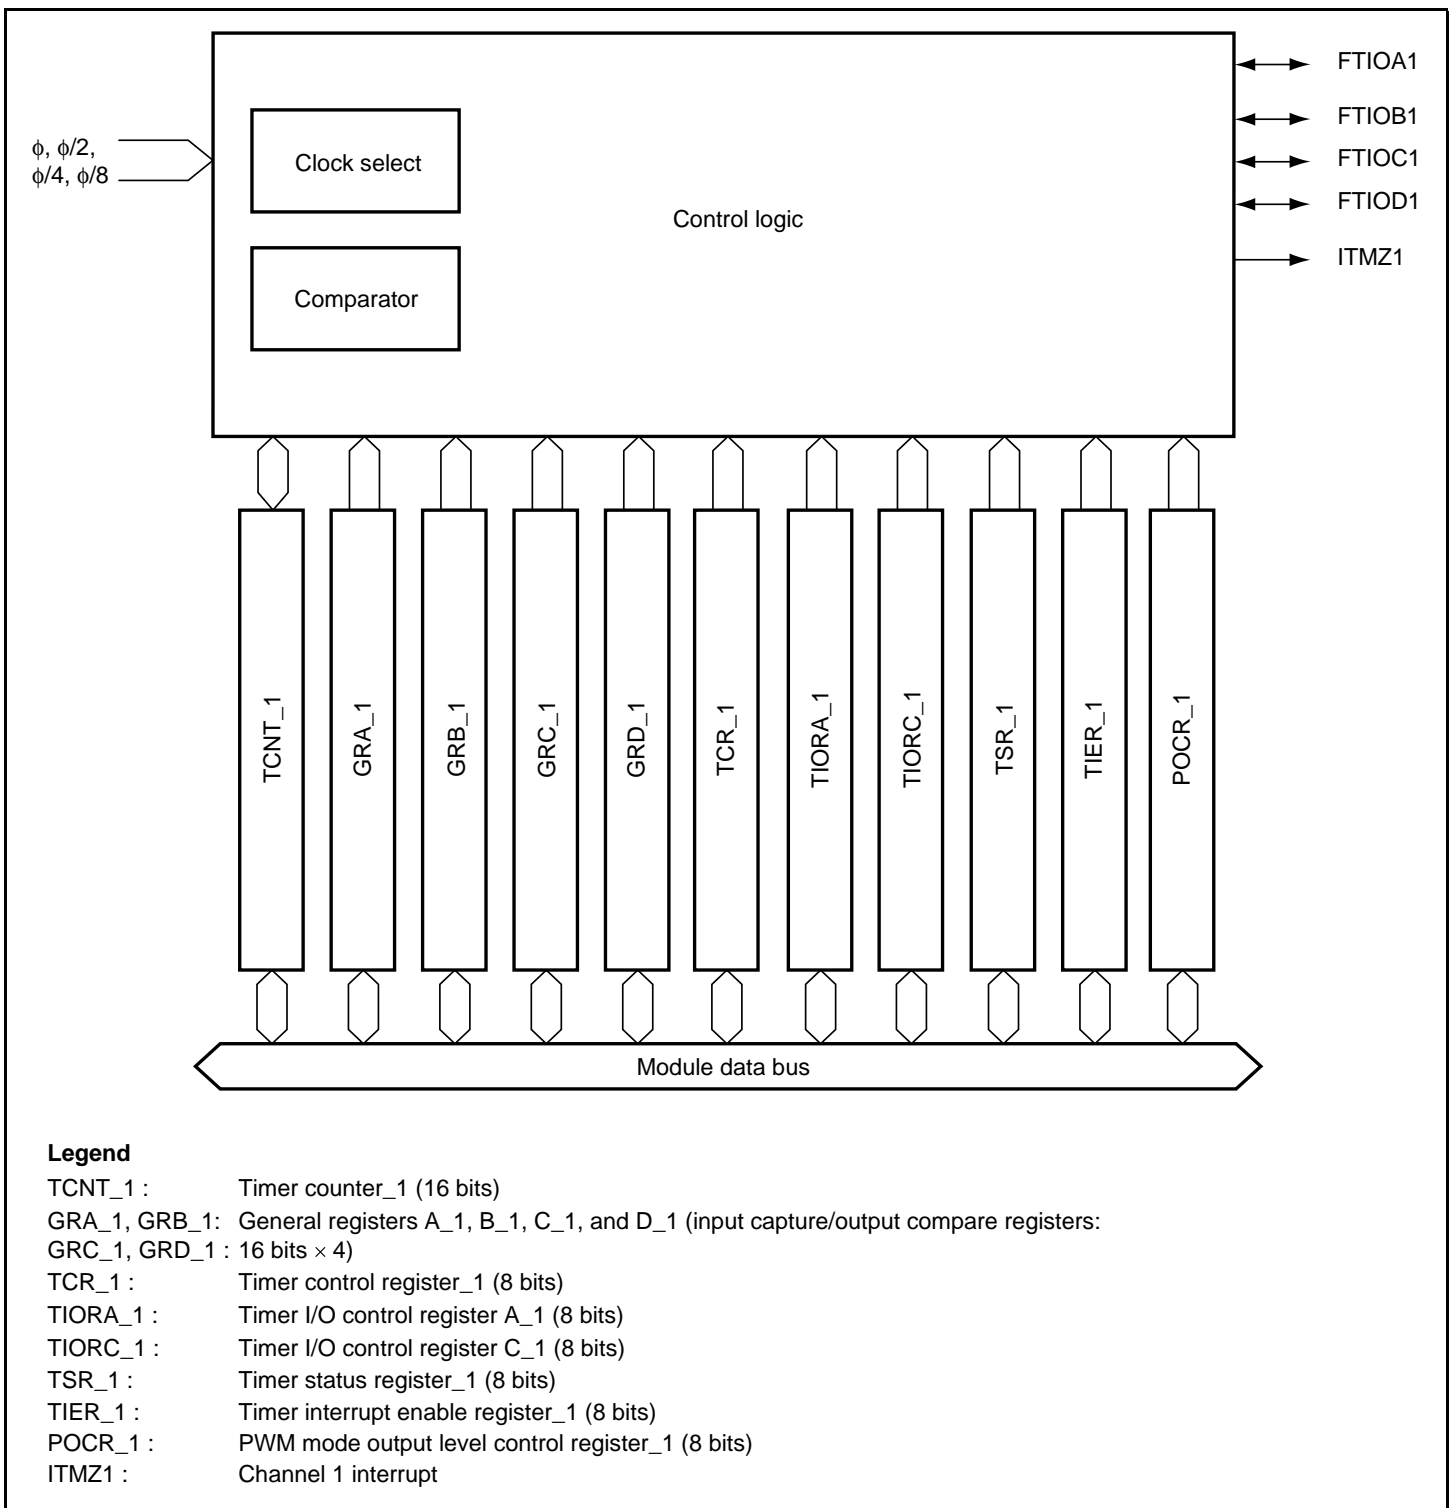 FTIOA1
FTIOB1
ϕ, ϕ/2,
ϕ/4, ϕ/8
Clock select
FTIOC1
FTIOD1
Control logic
ITMZ1
Comparator
TCNT_1
GRA_1
GRB_1
GRC_1
GRD_1
TCR_1
TIORA_1
TIORC_1
TSR_1
TIER_1
POCR_1
Module data bus
Legend
TCNT_1 : Timer counter_1 (16 bits)
GRA_1, GRB_1: General registers A_1, B_1, C_1, and D_1 (input capture/output compare registers:
GRC_1, GRD_1 : 16 bits × 4)
TCR_1 : Timer control register_1 (8 bits)
TIORA_1 : Timer I/O control register A_1 (8 bits)
TIORC_1 : Timer I/O control register C_1 (8 bits)
TSR_1 : Timer status register_1 (8 bits)
TIER_1 : Timer interrupt enable register_1 (8 bits)
POCR_1 : PWM mode output level control register_1 (8 bits)
ITMZ1 : Channel 1 interrupt